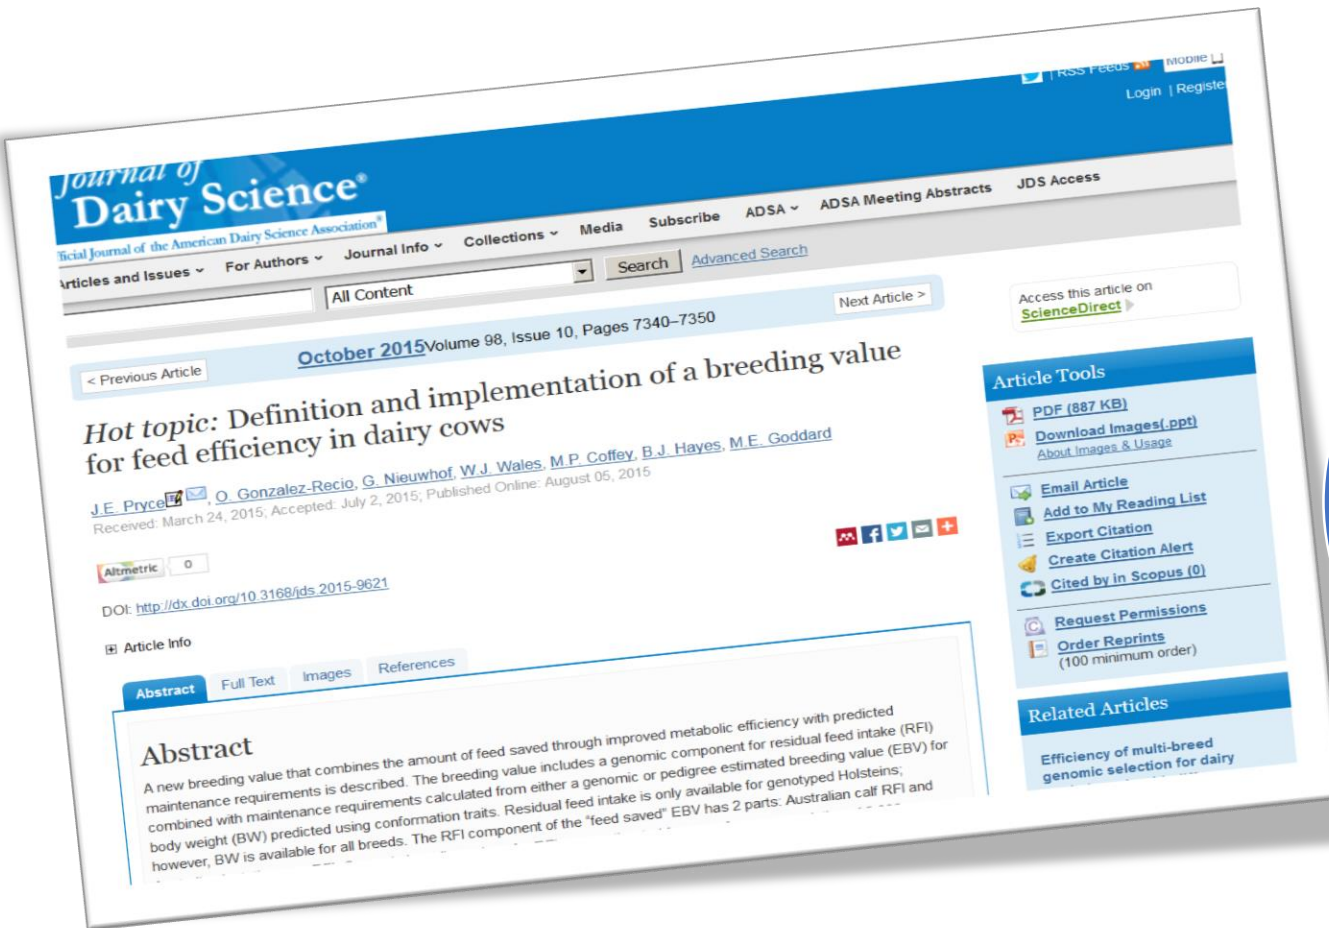 RSS Feeds
Mobile
Login | Register
Journal of
Dairy Science®
Official Journal of the American Dairy Science Association®
Articles and Issues
For Authors
Journal Info
Collections
Media
Subscribe
ADSA
ADSA Meeting Abstracts
JDS Access
All Content
Search
Advanced Search
< Previous Article
October 2015Volume 98, Issue 10, Pages 7340–7350
Next Article >
Access this article on
ScienceDirect
Hot topic: Definition and implementation of a breeding value
for feed efficiency in dairy cows
J.E. Pryce, O. Gonzalez-Recio, G. Nieuwhof, W.J. Wales, M.P. Coffey, B.J. Hayes, M.E. Goddard
Received: March 24, 2015; Accepted: July 2, 2015; Published Online: August 05, 2015
Altmetric 0
DOI: http://dx.doi.org/10.3168/jds.2015-9621
Article Info
Abstract
Full Text
Images
References
Abstract
A new breeding value that combines the amount of feed saved through improved metabolic efficiency with predicted
maintenance requirements is described. The breeding value includes a genomic component for residual feed intake (RFI)
combined with maintenance requirements calculated from either a genomic or pedigree estimated breeding value (EBV) for
body weight (BW) predicted using conformation traits. Residual feed intake is only available for genotyped Holsteins;
however, BW is available for all breeds. The RFI component of the "feed saved" EBV has 2 parts: Australian calf RFI and
Article Tools
PDF (887 KB)
Download Images(.ppt)
About Images & Usage
Email Article
Add to My Reading List
Export Citation
Create Citation Alert
Cited by in Scopus (0)
Request Permissions
Order Reprints
(100 minimum order)
Related Articles
Efficiency of multi-breed
genomic selection for dairy